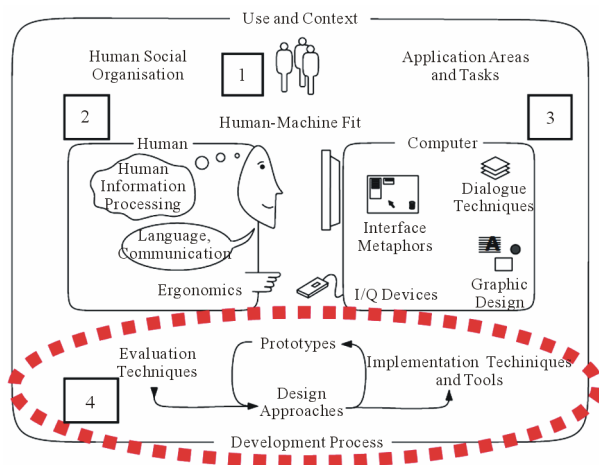 Use and Context
Human Social
Organisation
1
Application Areas
and Tasks
2
3
Human-Machine Fit
Human
Computer
Human
Information
Processing
Dialogue
Techniques
Language,
Communication
Interface
Metaphors
A
Ergonomics
I/Q Devices
Graphic
Design
Evaluation
Techniques
Prototypes
Implementation Techiniques
and Tools
4
Design
Approaches
Development Process